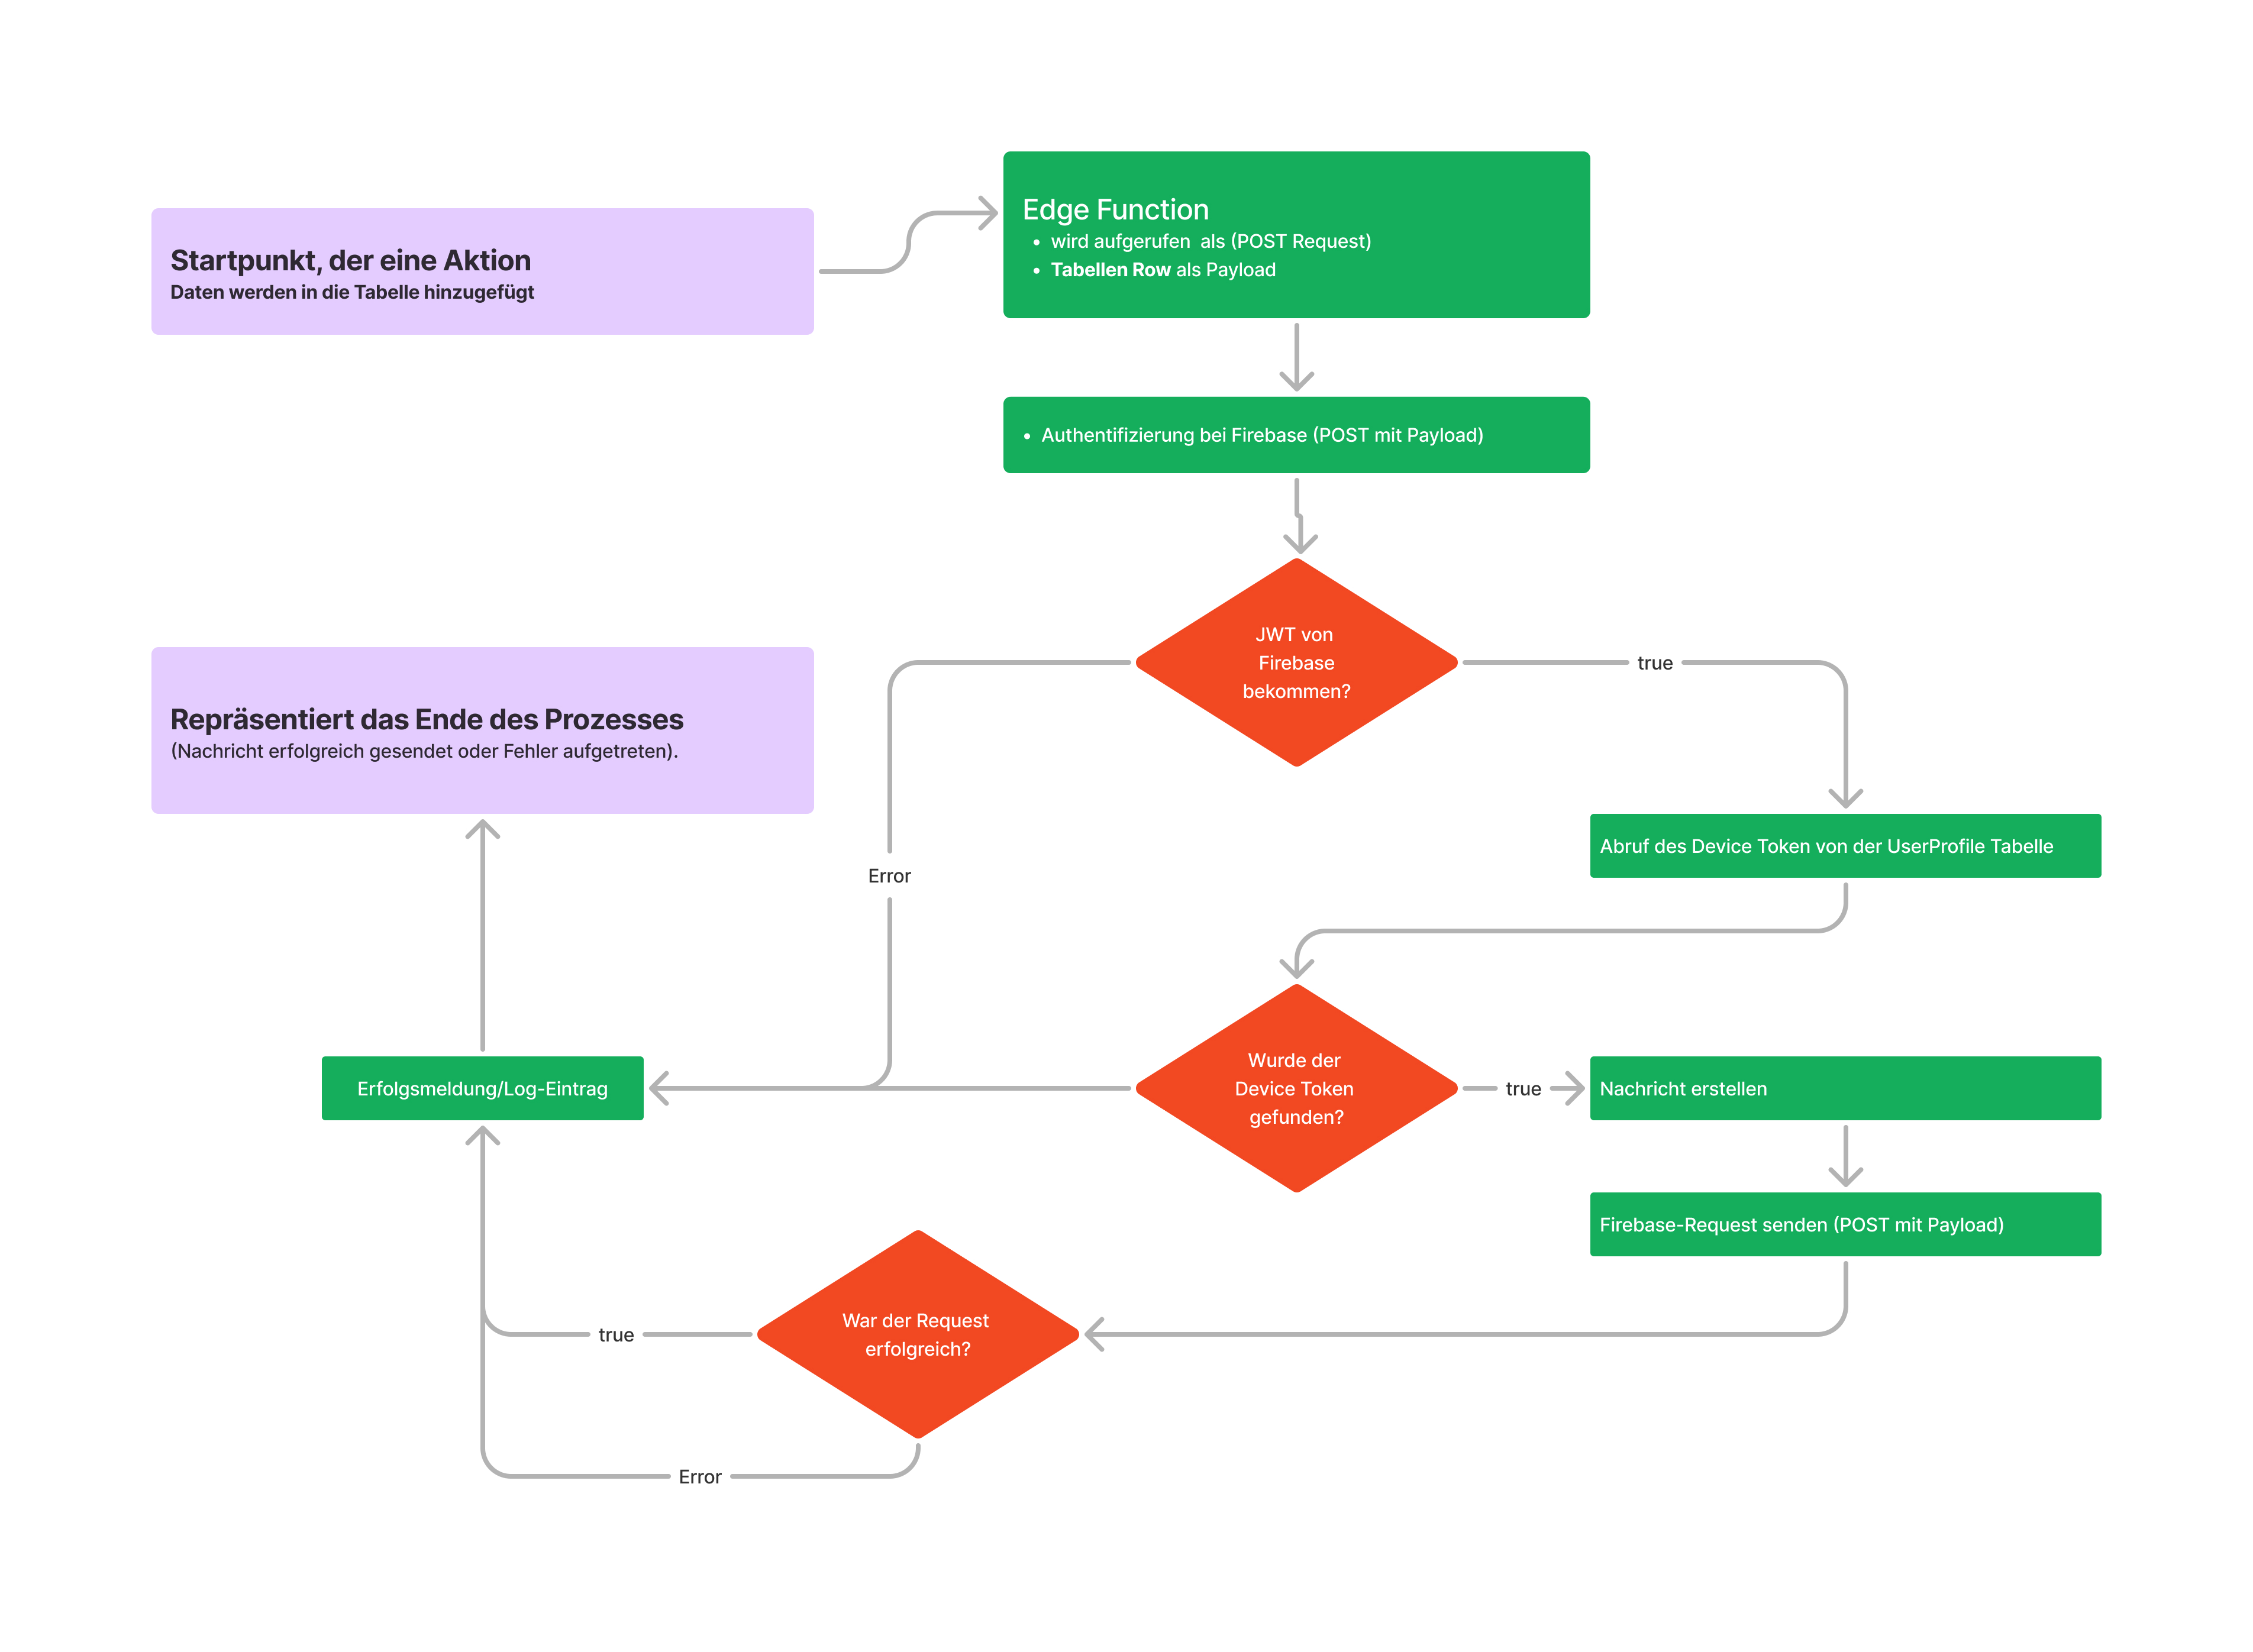 Startpunkt, der eine Aktion
Daten werden in die Tabelle hinzugefügt
Edge Function
• wird aufgerufen  als (POST Request)
• Tabellen Row als Payload
• Authentifizierung bei Firebase (POST mit Payload)
JWT von
Firebase
bekommen?
true
Repräsentiert das Ende des Prozesses
(Nachricht erfolgreich gesendet oder Fehler aufgetreten).
Error
Abruf des Device Token von der UserProfile Tabelle
Erfolgsmeldung/Log-Eintrag
Wurde der
Device Token
gefunden?
true
Nachricht erstellen
Firebase-Request senden (POST mit Payload)
War der Request
erfolgreich?
true
Error